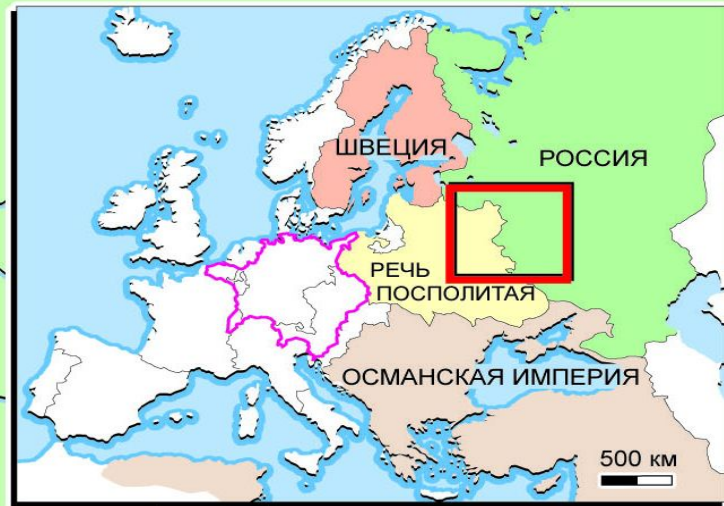 ШВЕЦИЯ
РОССИЯ
РЕЧЬ
ПОСПОЛИТАЯ
ОСМАНСКАЯ ИМПЕРИЯ
500 км